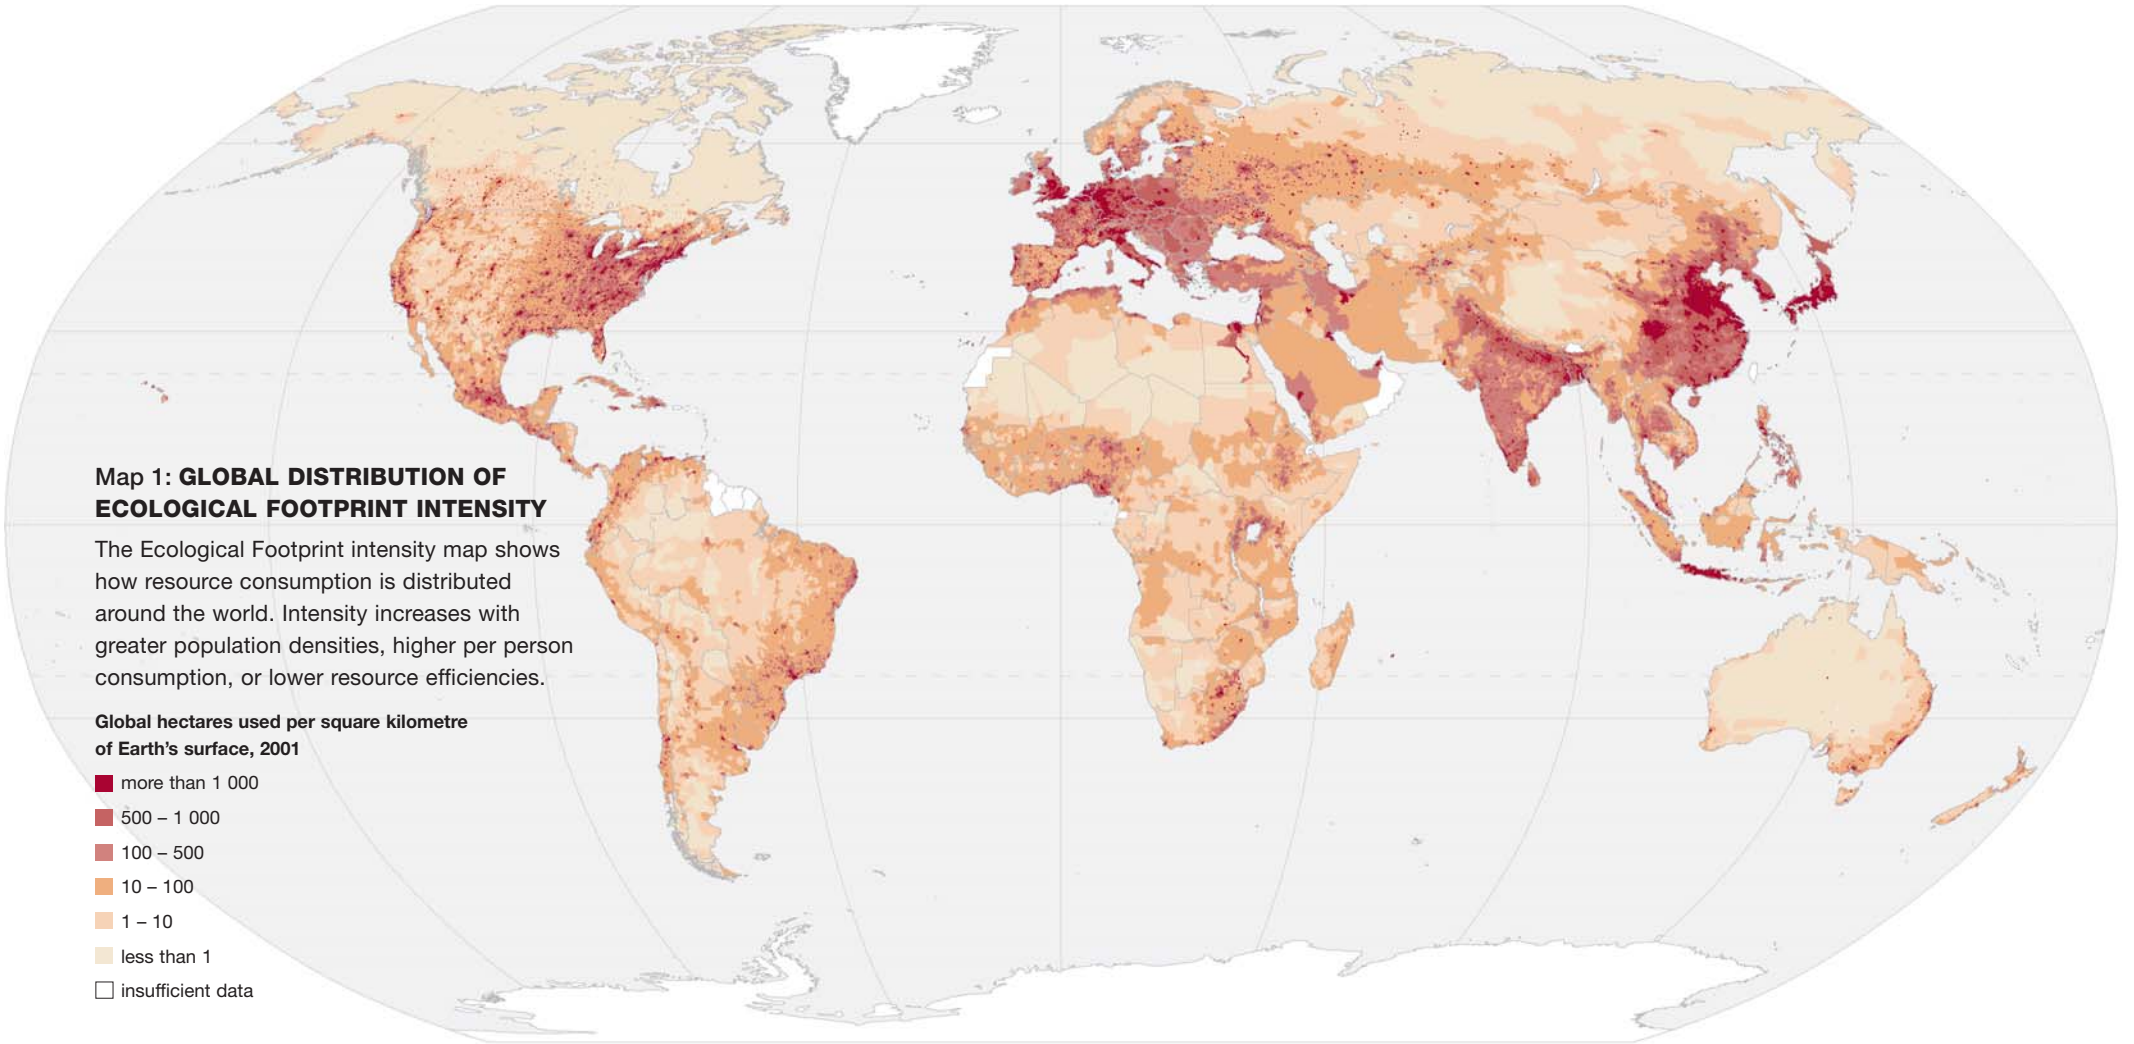 Map 1: GLOBAL DISTRIBUTION OF
ECOLOGICAL FOOTPRINT INTENSITY
The Ecological Footprint intensity map shows
how resource consumption is distributed
around the world. Intensity increases with
greater population densities, higher per person
consumption, or lower resource efficiencies.
Global hectares used per square kilometre
of Earth's surface, 2001
more than 1 000
500 – 1 000
100 – 500
10 – 100
1 – 10
less than 1
insufficient data